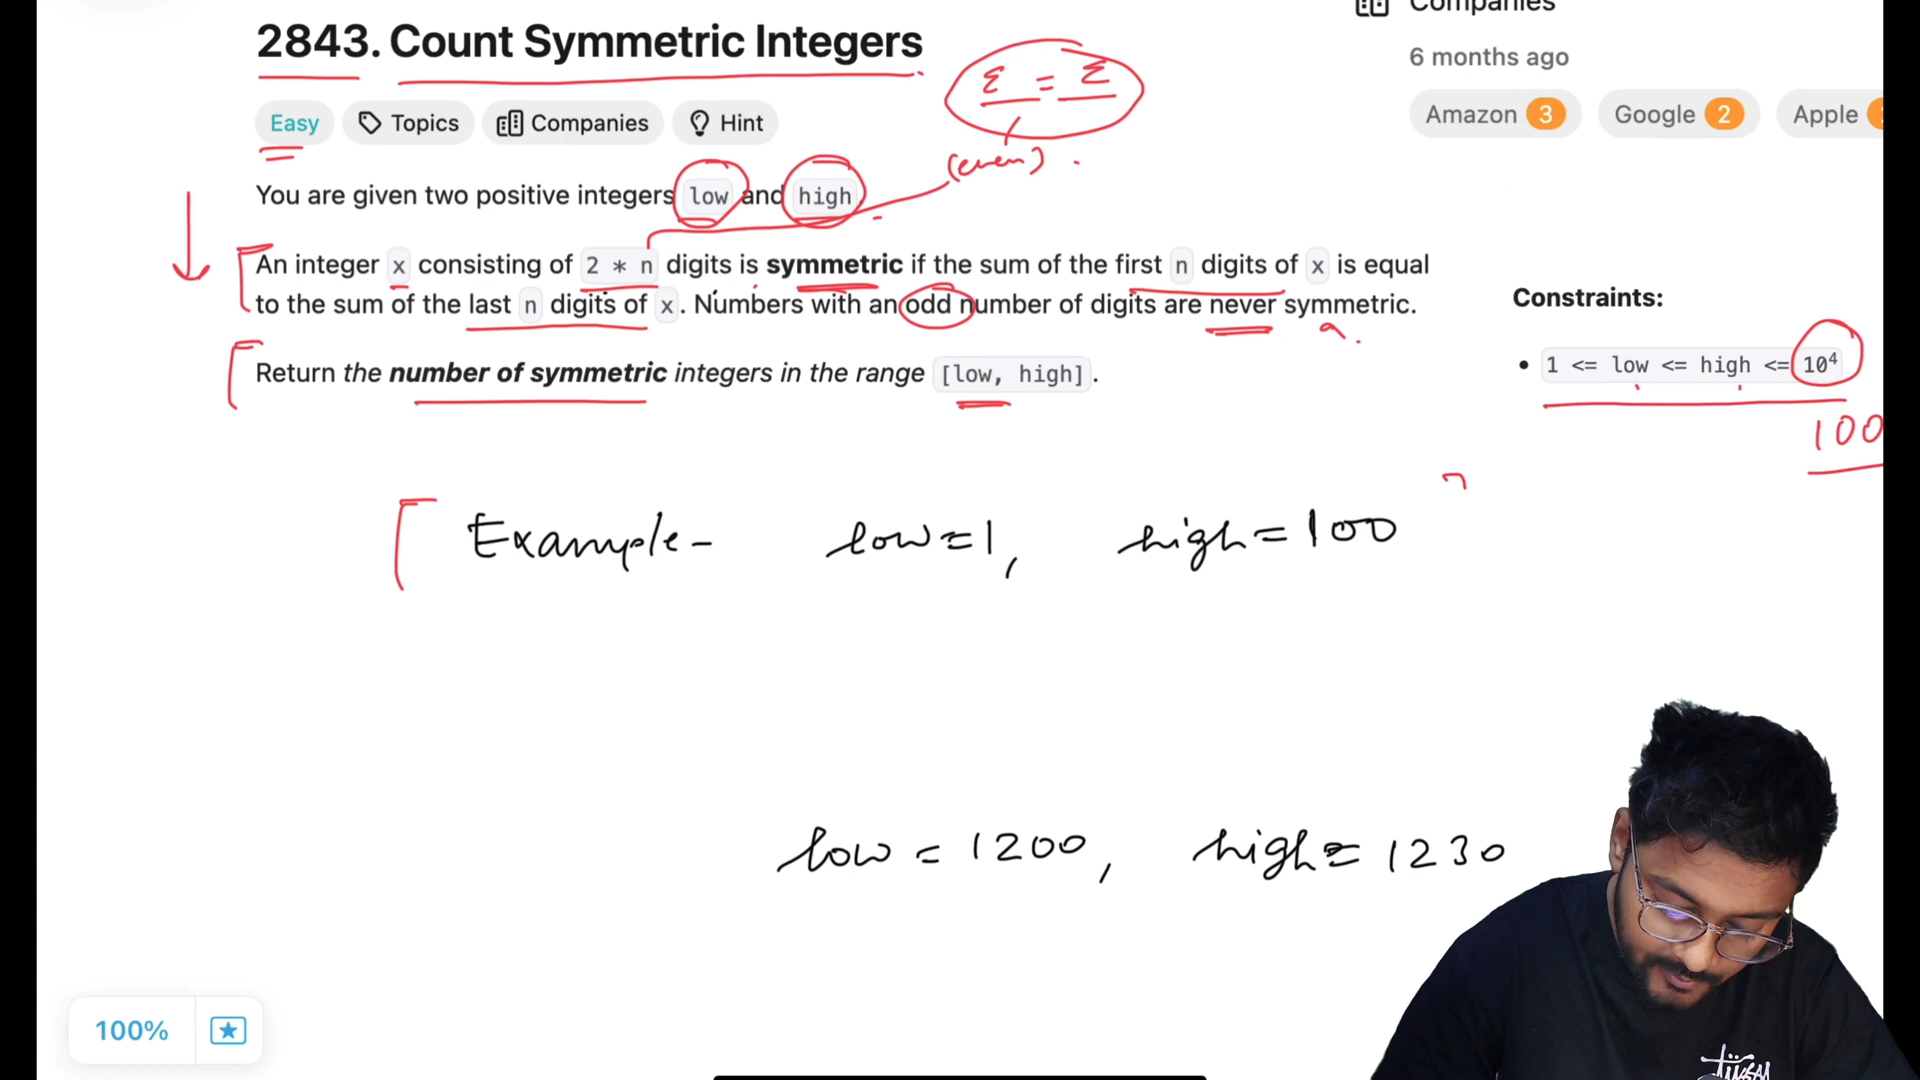 Companies
2843. Count Symmetric Integers
6 months ago
Σ = Σ
Easy Topics Companies Hint
Amazon 3 Google 2 Apple
(even).
You are given two positive integers low and high.
An integer x consisting of 2 * n digits is symmetric if the sum of the first n digits of x is equal
to the sum of the last n digits of x. Numbers with an odd number of digits are never symmetric.
Constraints:
Return the number of symmetric integers in the range [low, high].
• 1 <= low <= high <= 10⁴
100
Example - low=1, high=100
low = 1200, high = 1230
100%